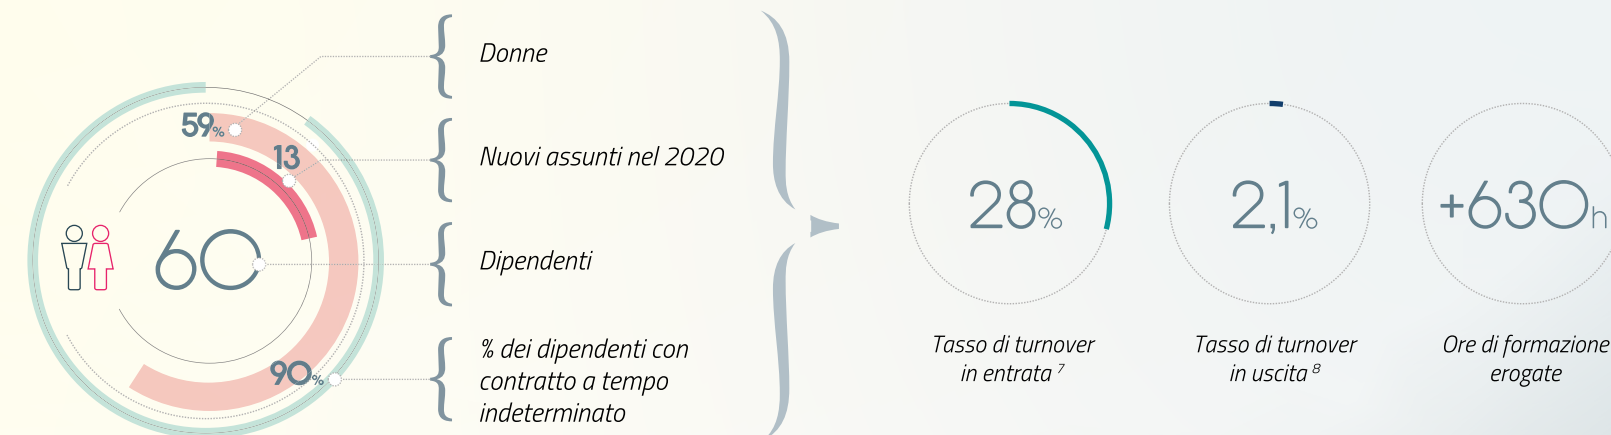 59%
Donne
13
Nuovi assunti nel 2020
60
Dipendenti
90%
% dei dipendenti con
contratto a tempo
indeterminato
28%
Tasso di turnover
in entrata 7
2,1%
Tasso di turnover
in uscita 8
+630h
Ore di formazione
erogate